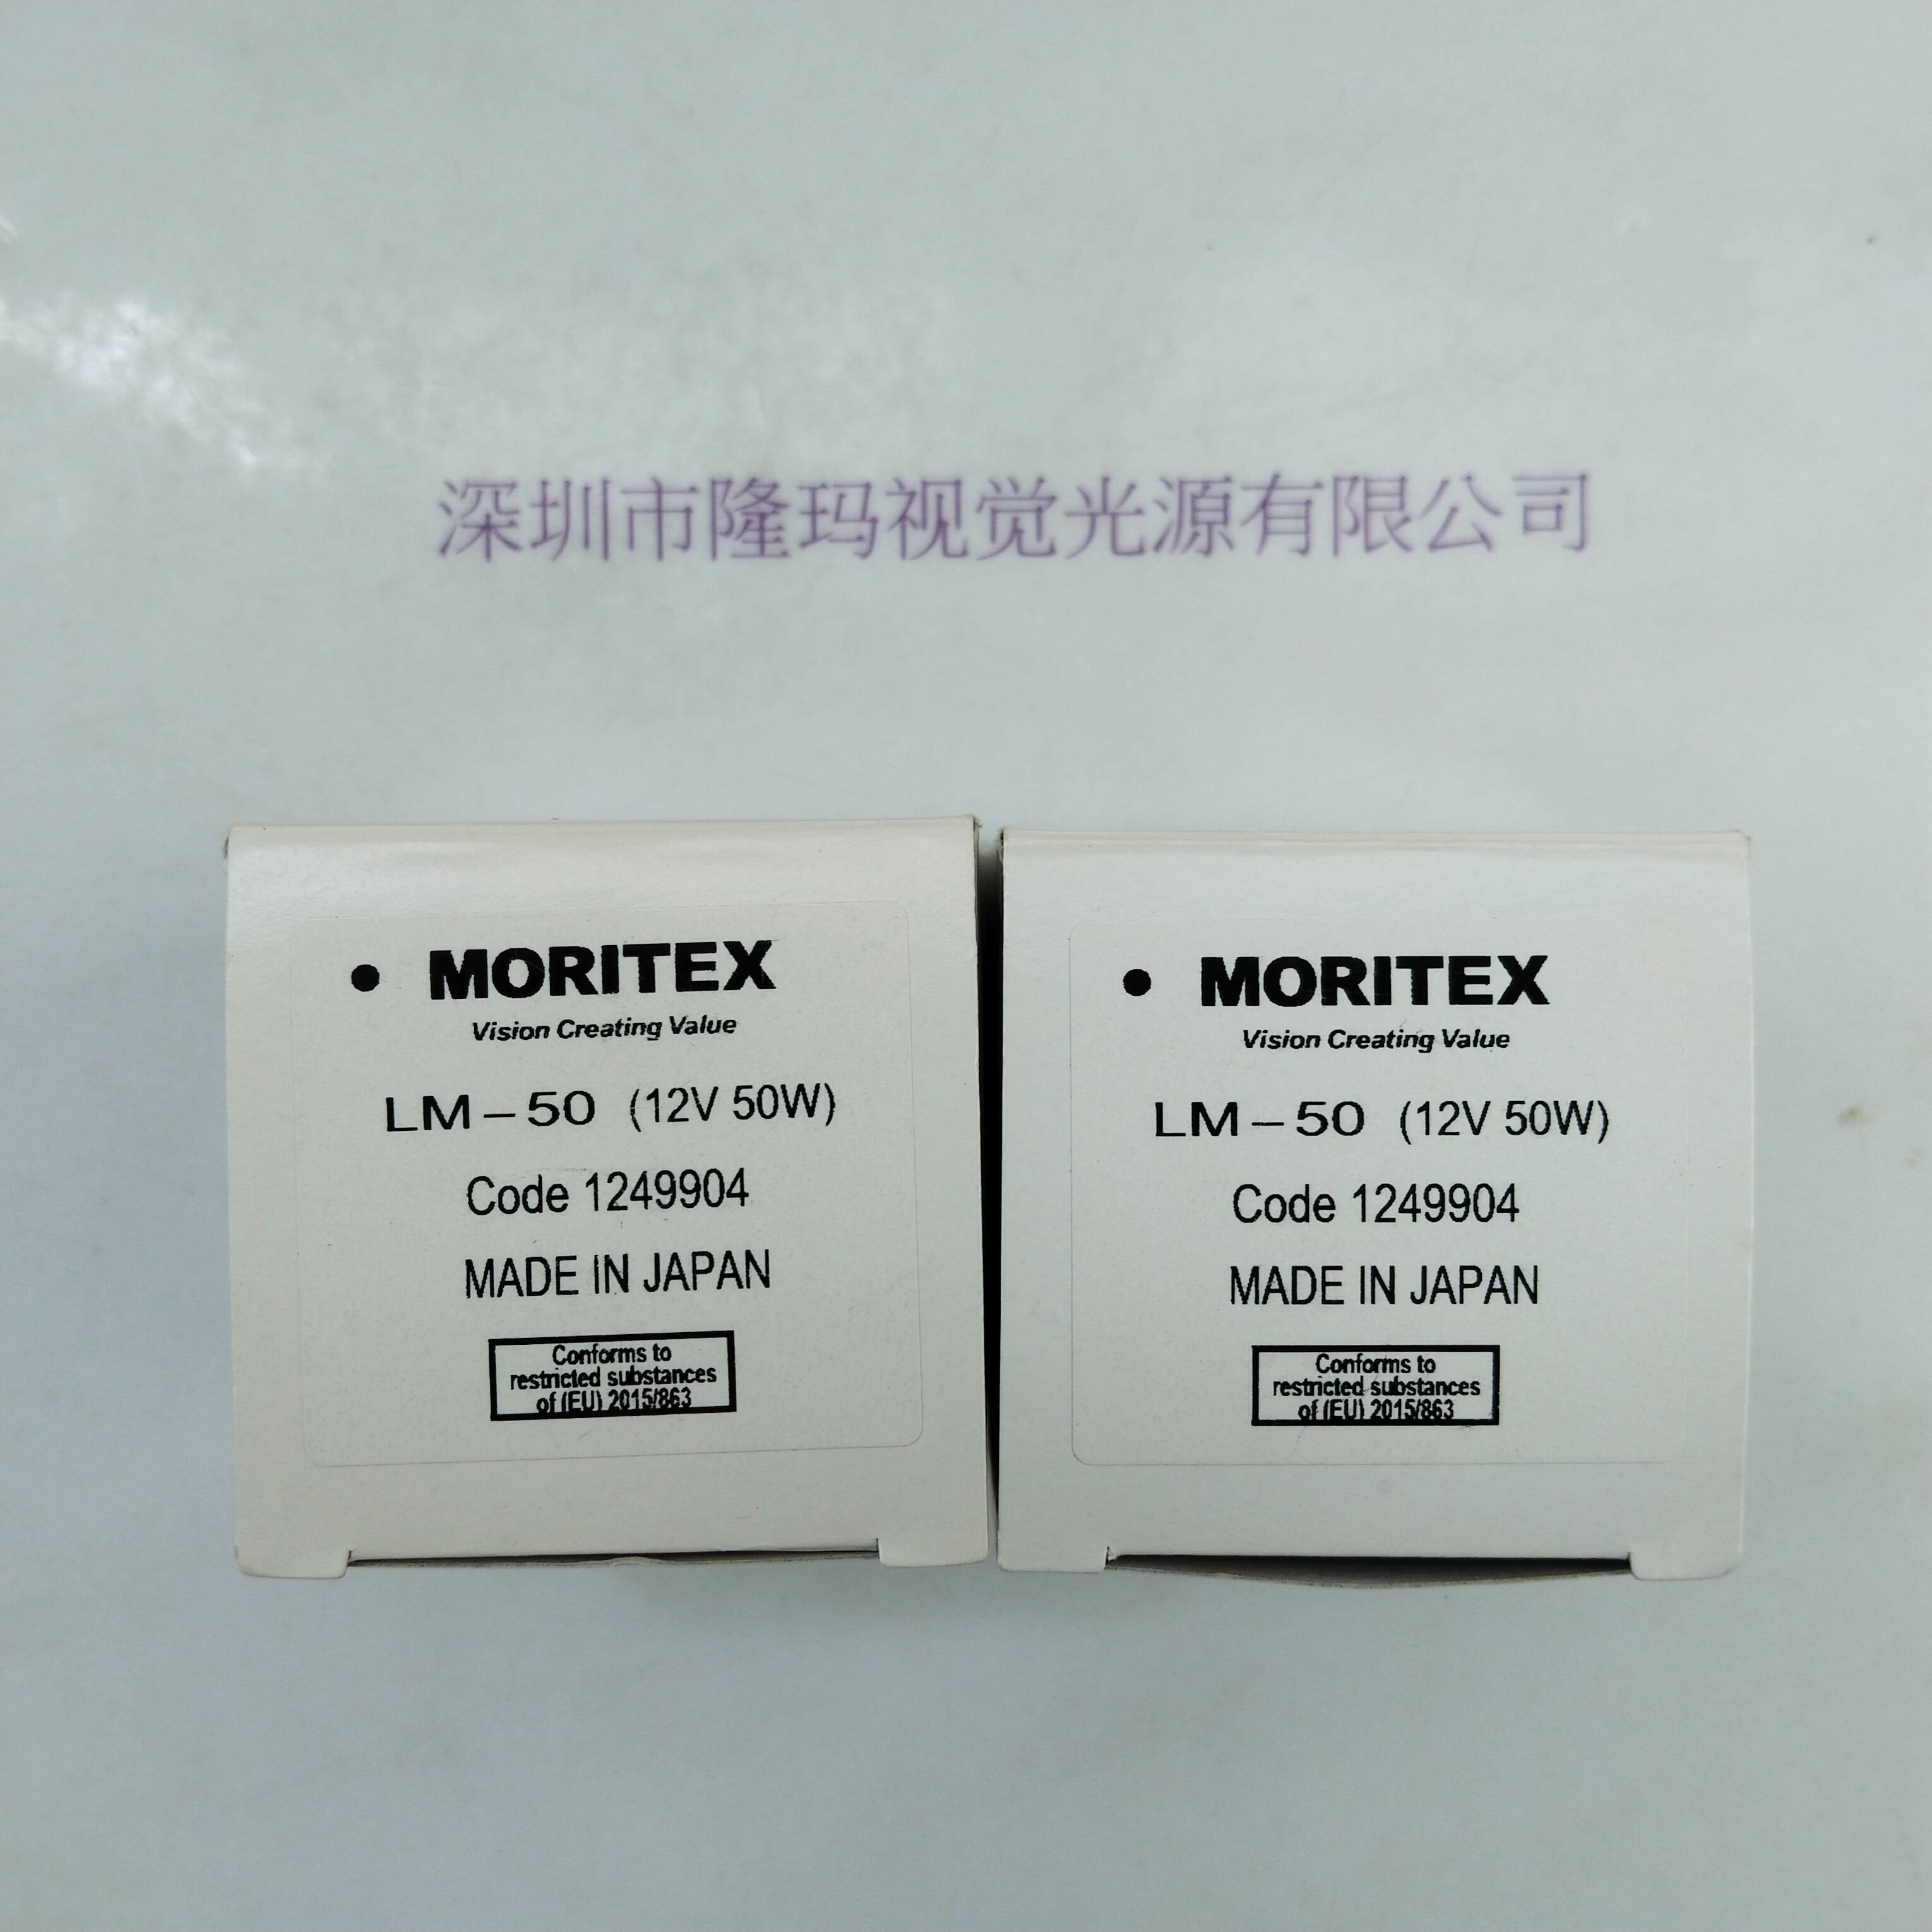 深圳市隆玛视觉光源有限公司
MORITEX
Vision Creating Value
LM-50 (12V 50W)
Code 1249904
MADE IN JAPAN
Conforms to
restricted substances
of (EU) 2015/863
MORITEX
Vision Creating Value
LM-50 (12V 50W)
Code 1249904
MADE IN JAPAN
Conforms to
restricted substances
of (EU) 2015/863